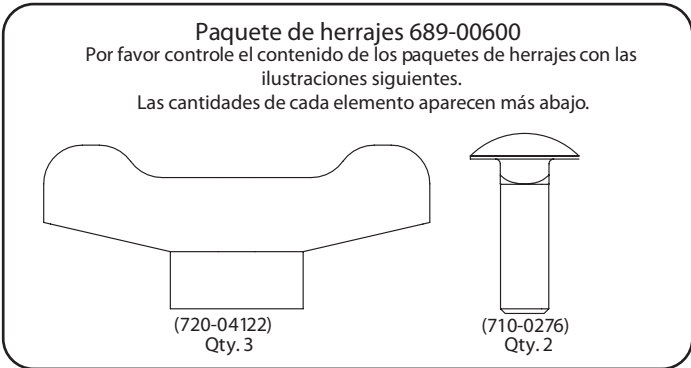 Paquete de herrajes 689-00600
Por favor controle el contenido de los paquetes de herrajes con las
ilustraciones siguientes.
Las cantidades de cada elemento aparecen más abajo.
(720-04122)
Qty. 3
(710-0276)
Qty. 2